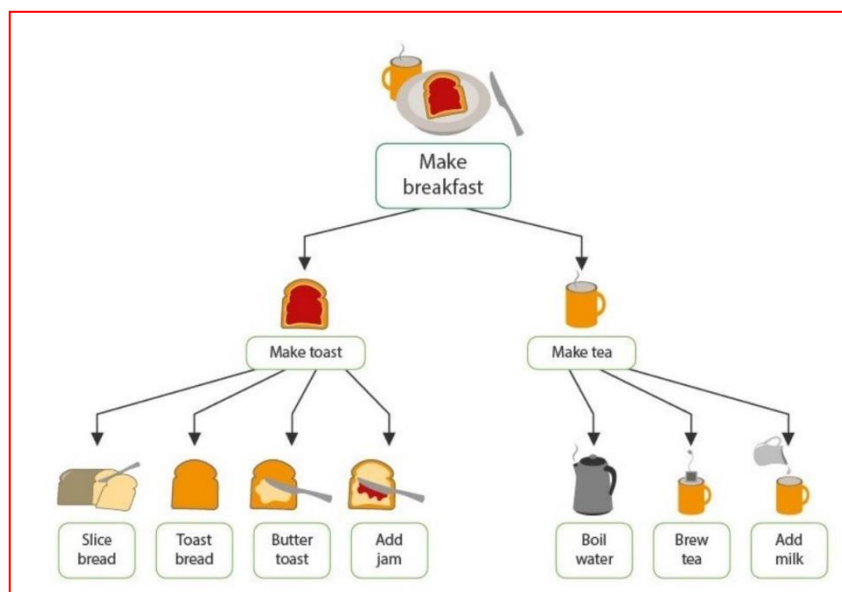 Make
breakfast
Make toast
Make tea
Slice
bread
Toast
bread
Butter
toast
Add
jam
Boil
water
Brew
tea
Add
milk